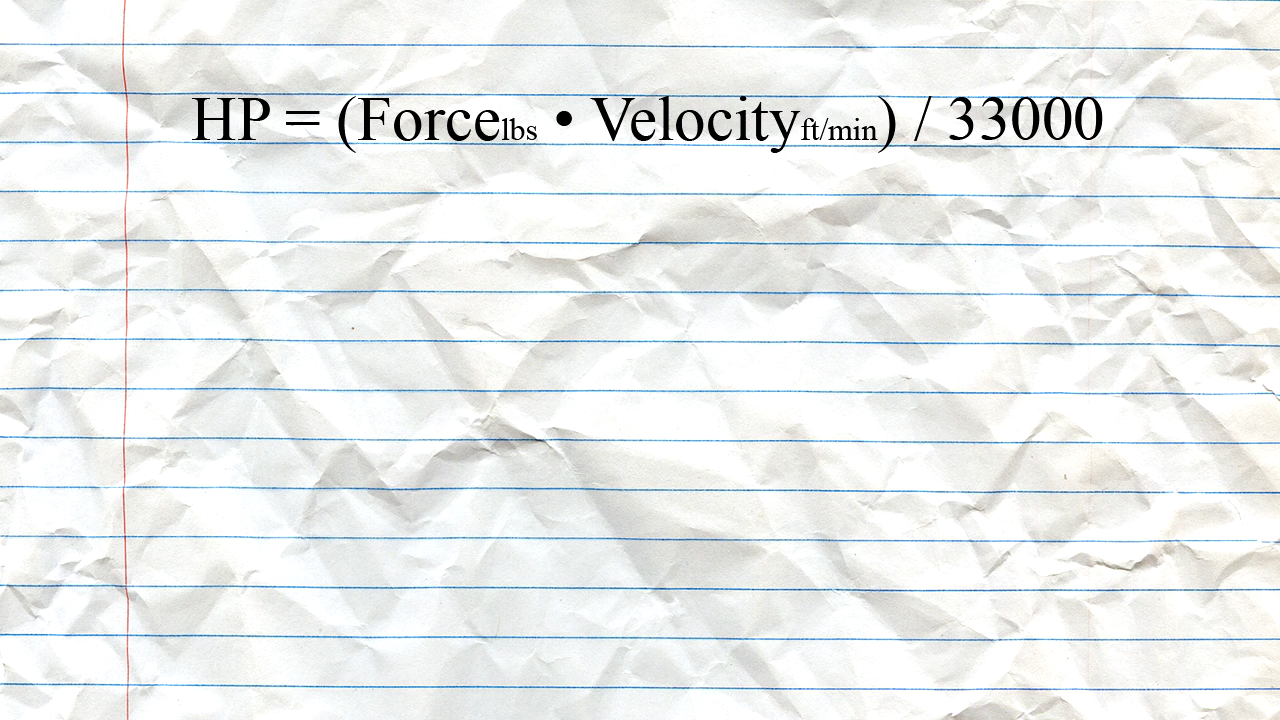 HP = (Forcelbs • Velocityft/min) / 33000